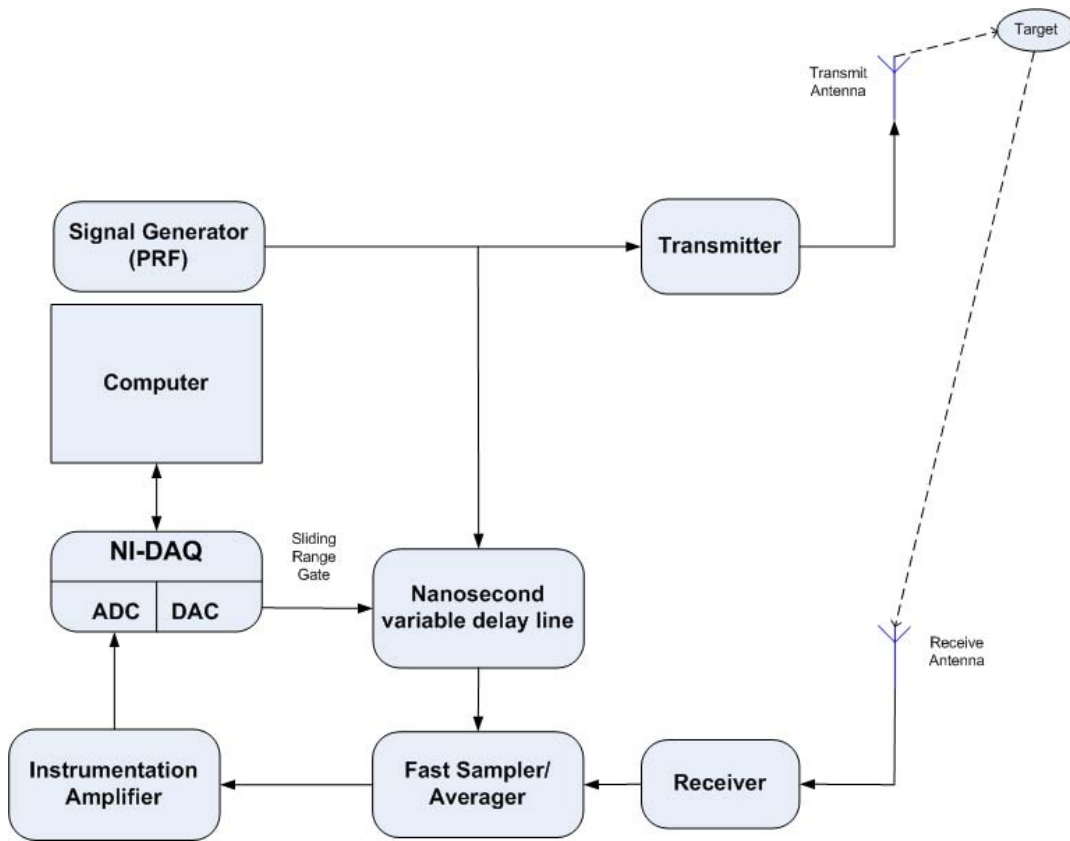 Target
Transmit
Antenna
Signal Generator
(PRF)
Transmitter
Computer
NI-DAQ
ADC
DAC
Sliding
Range
Gate
Nanosecond
variable delay line
Receive
Antenna
Instrumentation
Amplifier
Fast Sampler/
Averager
Receiver